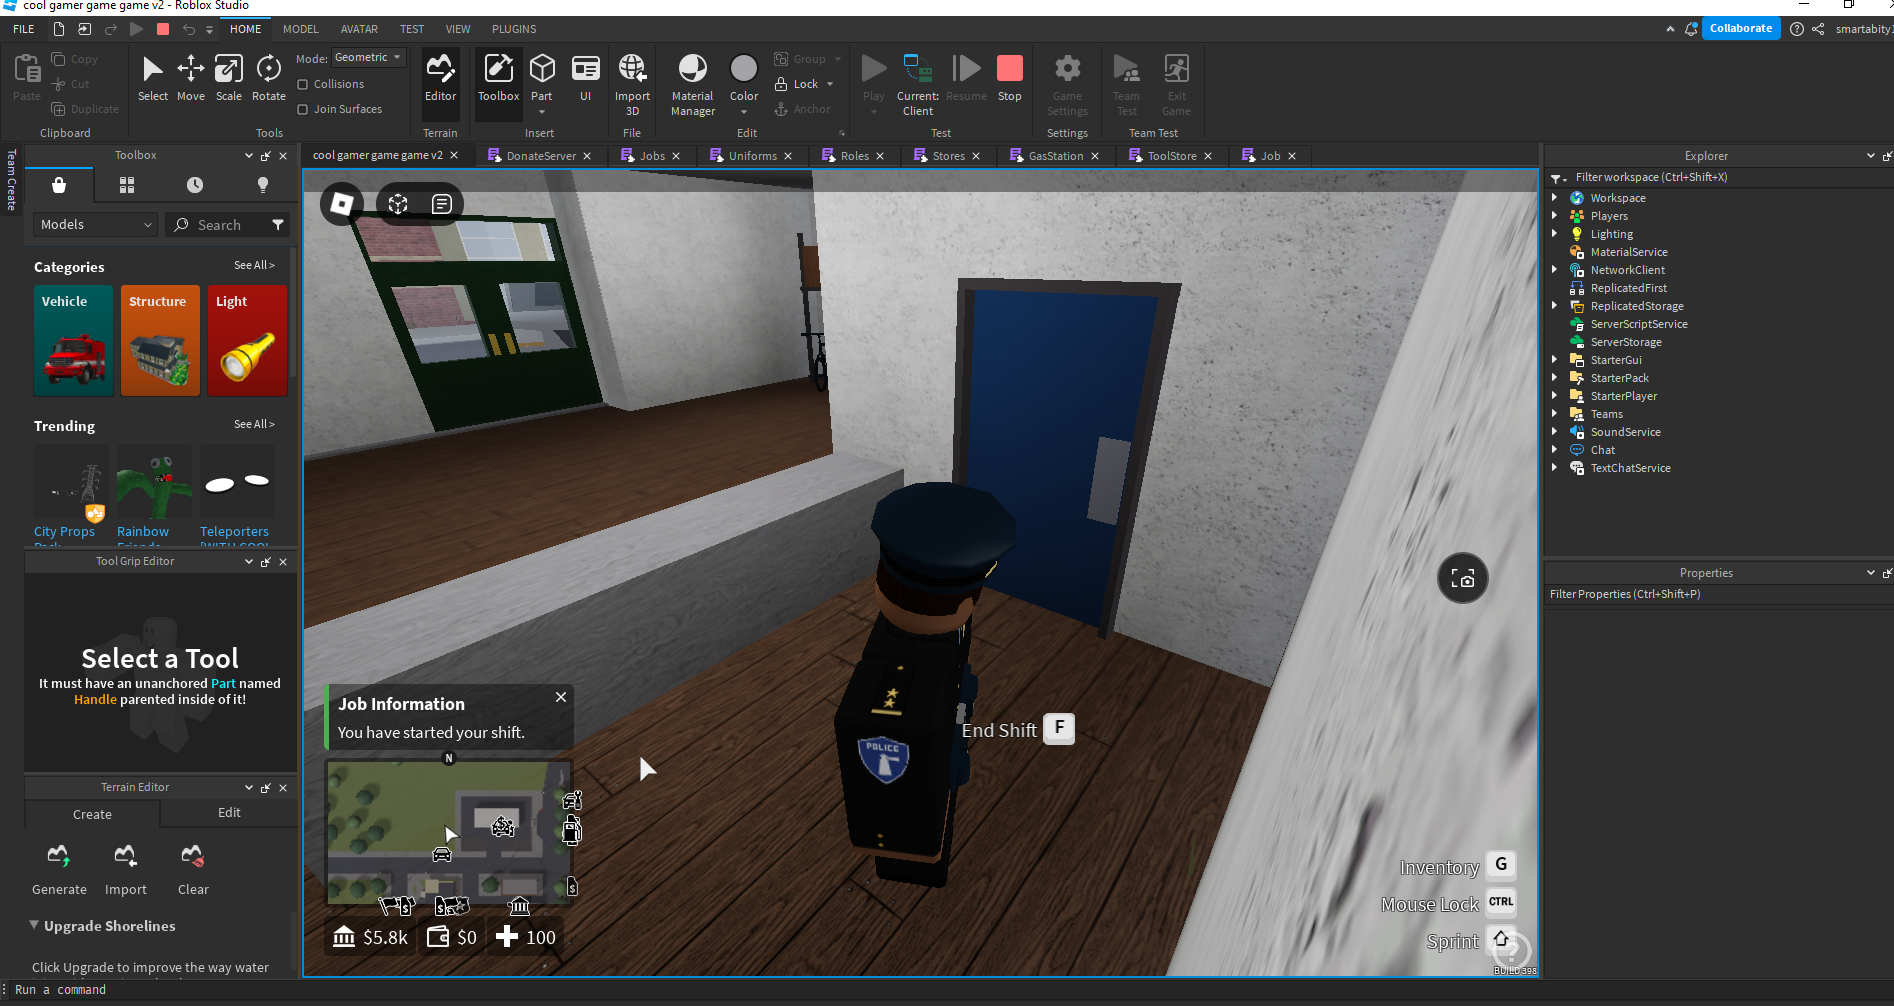 cool gamer game game v2 - Roblox Studio
FILE
HOME
MODEL
AVATAR
TEST
VIEW
PLUGINS
Collaborate
Paste
Copy
Cut
Duplicate
Clipboard
Select
Move
Scale
Rotate
Mode:
Geometric
Collisions
Join Surfaces
Tools
Editor
Terrain
Toolbox
Part
UI
Insert
Import
3D
File
Material
Manager
Color
Group
Lock
Anchor
Edit
Play
Current:
Client
Resume
Stop
Test
Game
Settings
Settings
Team
Test
Exit
Game
Team Test
Team Create
Toolbox
Models
Search
Categories
See All >
Vehicle
Structure
Light
Trending
See All >
City Props
Rainbow
Teleporters
Tool Grip Editor
Select a Tool
It must have an unanchored Part named
Handle parented inside of it!
Terrain Editor
Create
Edit
Generate
Import
Clear
Upgrade Shorelines
Click Upgrade to improve the way water
Run a command
cool gamer game game v2
DonateServer
Jobs
Uniforms
Roles
Stores
GasStation
ToolStore
Job
POLICE
End Shift F
Job Information
You have started your shift.
N
$5.8k
$0
100
Inventory G
Mouse Lock CTRL
Sprint
BUILD 398
Explorer
Filter workspace (Ctrl+Shift+X)
Workspace
Players
Lighting
MaterialService
NetworkClient
ReplicatedFirst
ReplicatedStorage
ServerScriptService
ServerStorage
StarterGui
StarterPack
StarterPlayer
Teams
SoundService
Chat
TextChatService
Properties
Filter Properties (Ctrl+Shift+P)